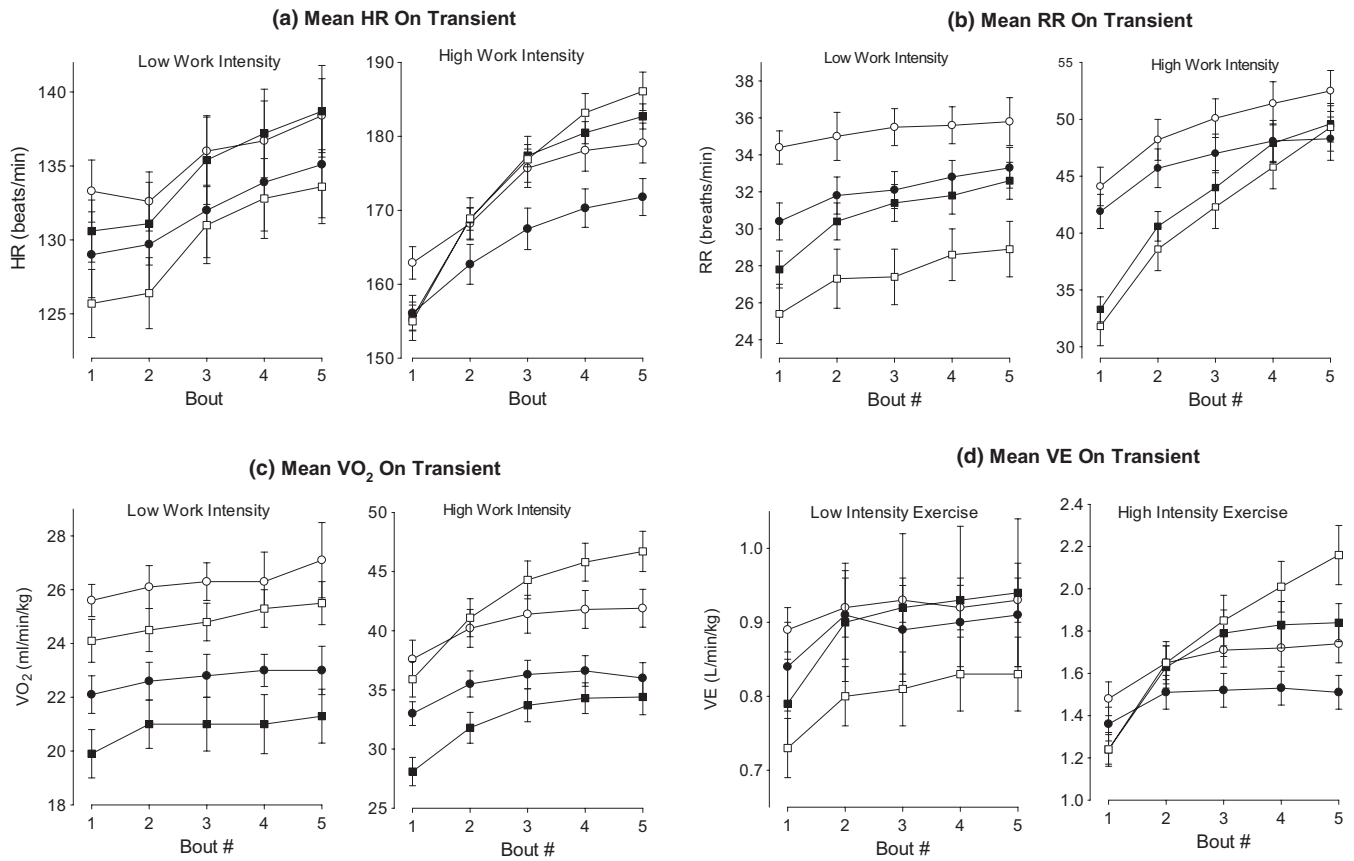 (a) Mean HR On Transient
Low Work Intensity
High Work Intensity
HR (beats/min)
140
135
130
125
1 2 3 4 5
Bout
190
180
170
160
150
1 2 3 4 5
Bout
(b) Mean RR On Transient
Low Work Intensity
High Work Intensity
RR (breaths/min)
38
36
34
32
30
28
26
24
1 2 3 4 5
Bout #
55
50
45
40
35
30
1 2 3 4 5
Bout #
(c) Mean VO2 On Transient
Low Work Intensity
High Work Intensity
VO2 (ml/min/kg)
28
26
24
22
20
18
1 2 3 4 5
Bout #
50
45
40
35
30
25
1 2 3 4 5
Bout #
(d) Mean VE On Transient
Low Intensity Exercise
High Intensity Exercise
VE (L/min/kg)
1.0
0.9
0.8
0.7
1 2 3 4 5
Bout #
2.4
2.2
2.0
1.8
1.6
1.4
1.2
1.0
1 2 3 4 5
Bout #